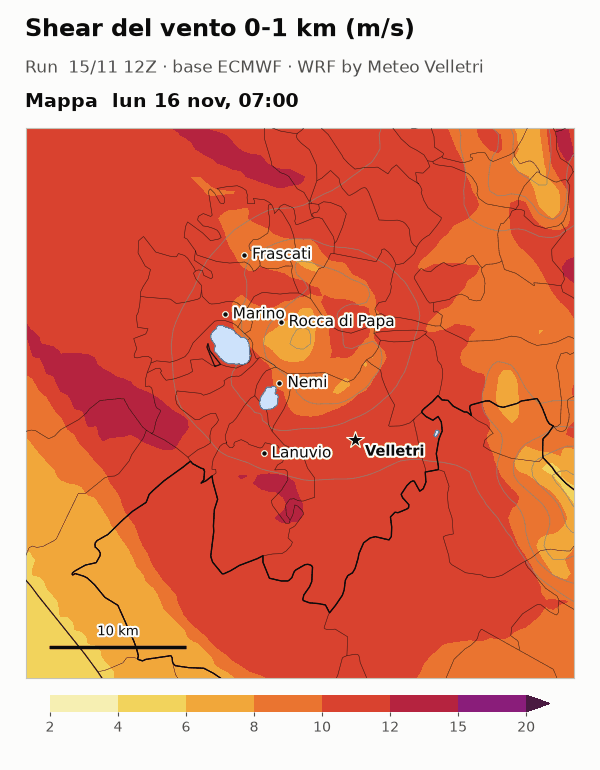 Shear del vento 0-1 km (m/s)
Run  15/11 12Z · base ECMWF · WRF by Meteo Velletri
Mappa  lun 16 nov, 07:00
Frascati
Marino
Rocca di Papa
Nemi
Velletri
Lanuvio
10 km
2 4 6 8 10 12 15 20